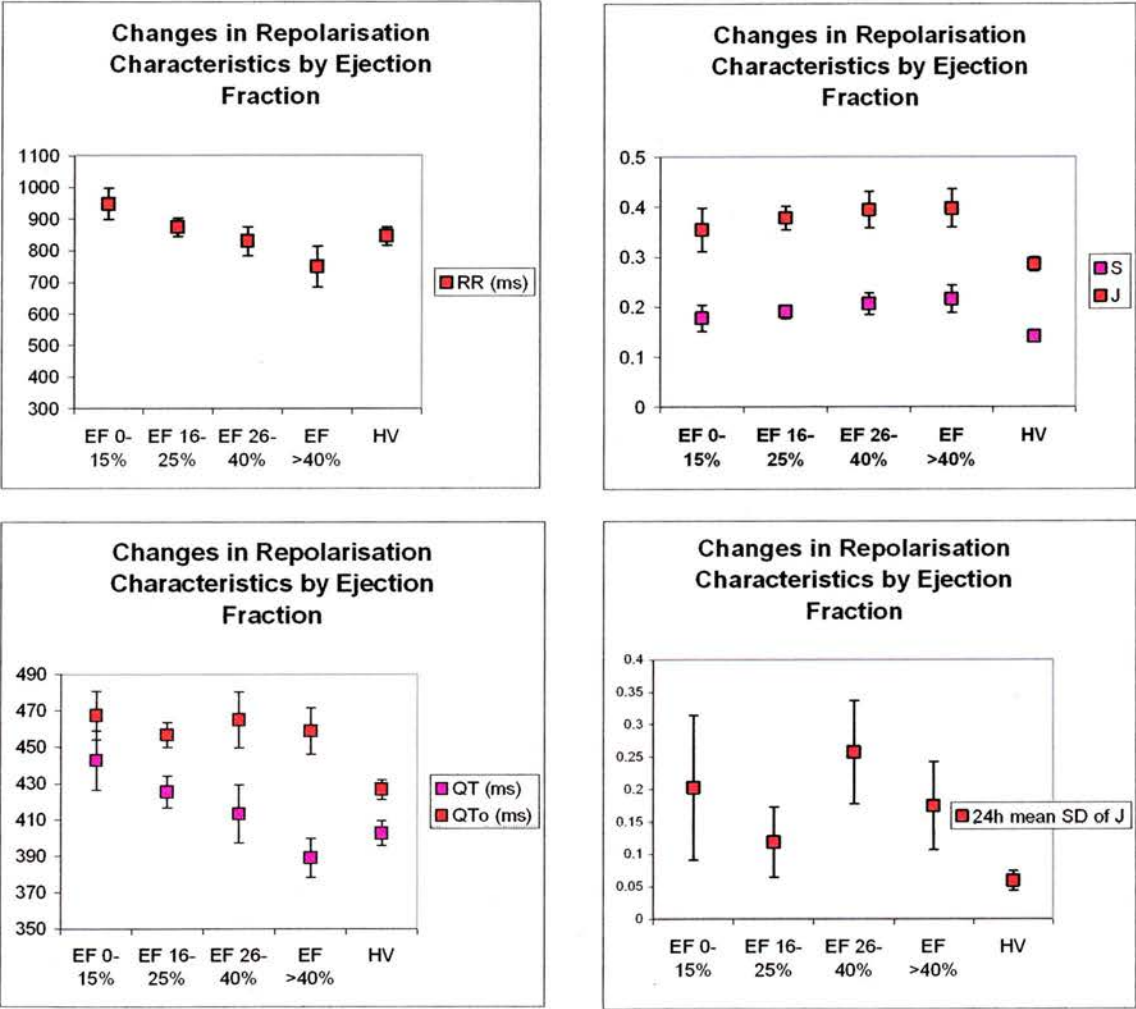 Changes in Repolarisation
Characteristics by Ejection
Fraction
1100
1000
900
800
700
600
500
400
300
EF 0- EF 16- EF 26- EF HV
15% 25% 40% >40%
RR (ms)
Changes in Repolarisation
Characteristics by Ejection
Fraction
0.5
0.4
0.3
0.2
0.1
0
EF 0- EF 16- EF 26- EF HV
15% 25% 40% >40%
S
J
Changes in Repolarisation
Characteristics by Ejection
Fraction
490
470
450
430
410
390
370
350
EF 0- EF 16- EF 26- EF HV
15% 25% 40% >40%
QT (ms)
QTo (ms)
Changes in Repolarisation
Characteristics by Ejection
Fraction
0.4
0.35
0.3
0.25
0.2
0.15
0.1
0.05
0
EF 0- EF 16- EF 26- EF HV
15% 25% 40% >40%
24h mean SD of J